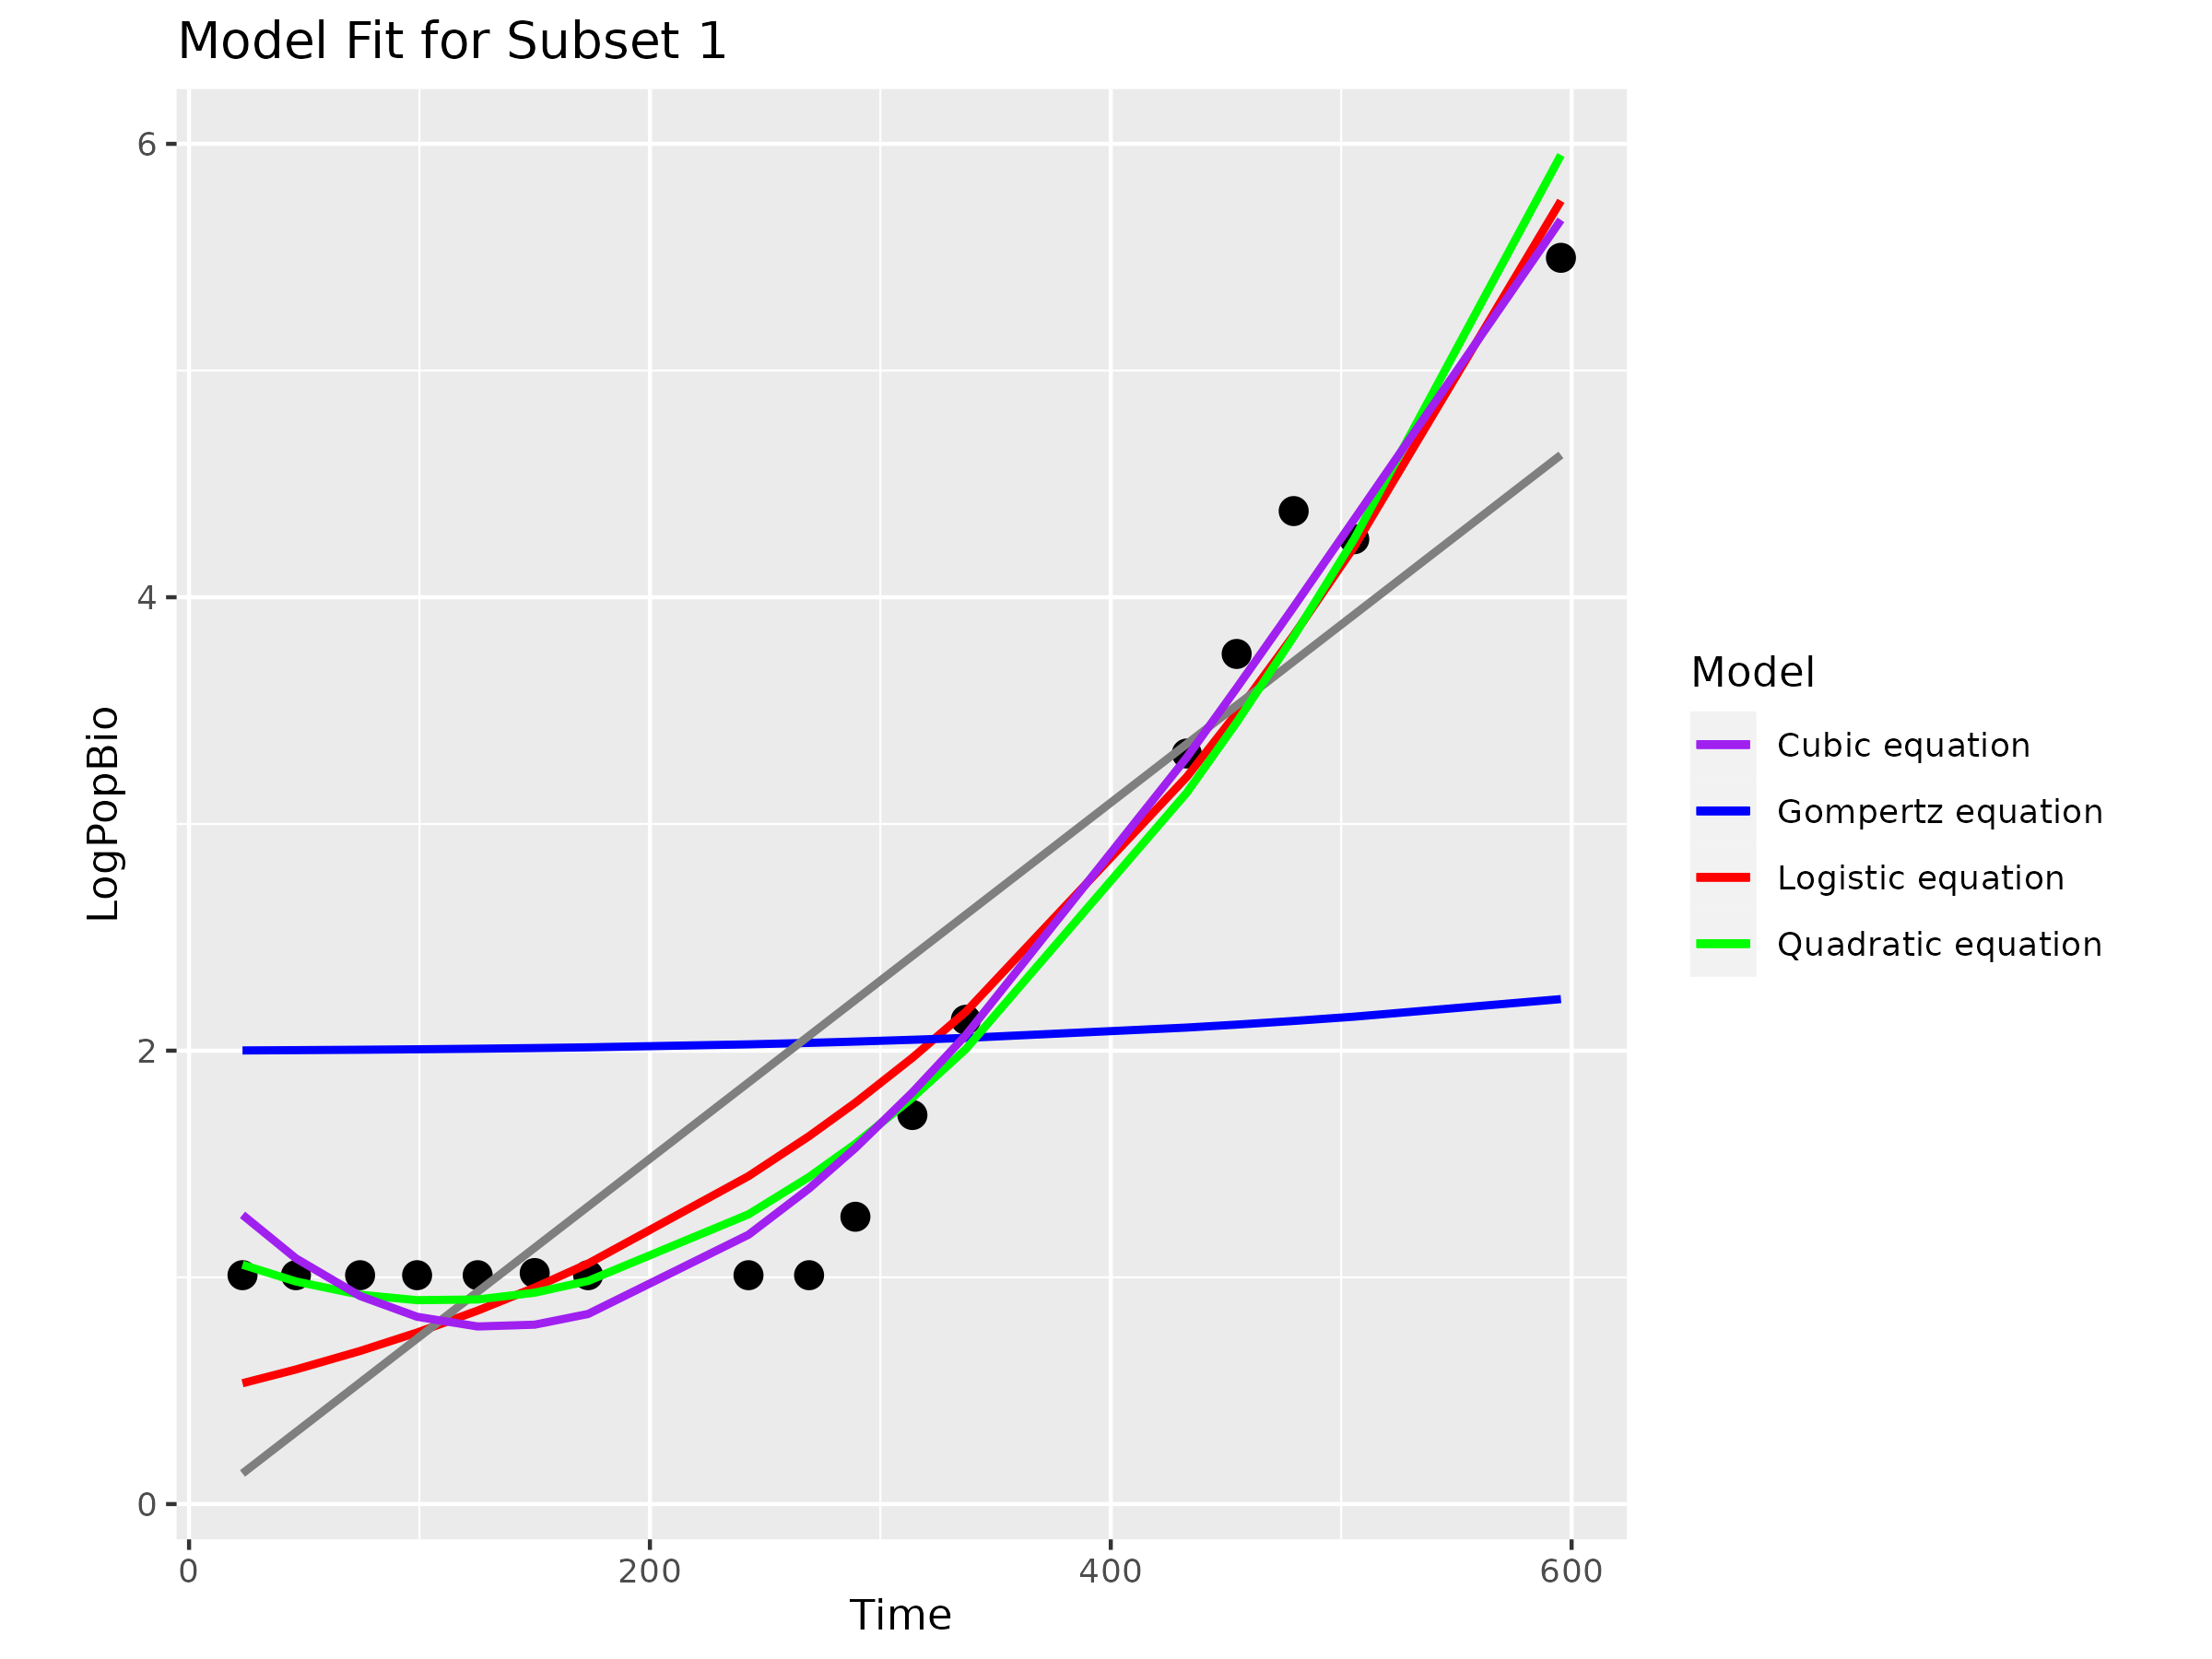 Model Fit for Subset 1
6
4
2
0
LogPopBio
0 200 400 600
Time
Model
Cubic equation
Gompertz equation
Logistic equation
Quadratic equation